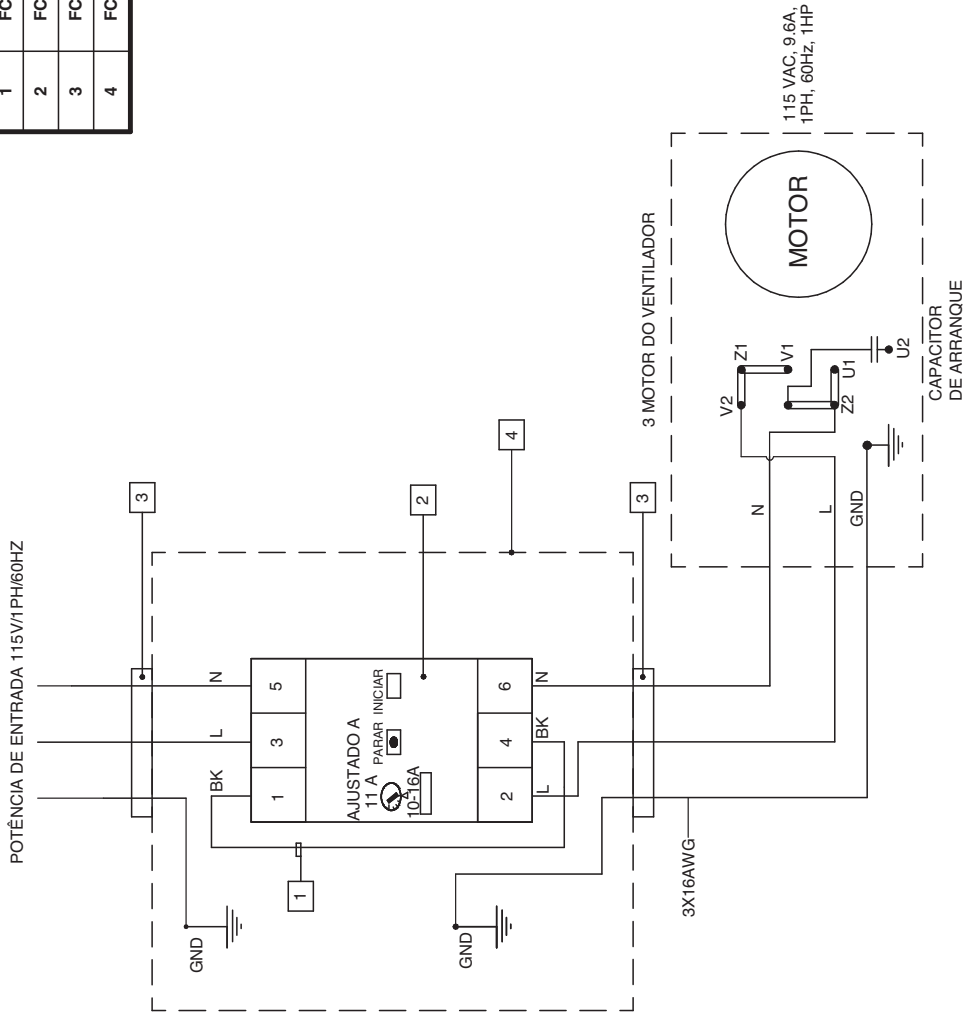 1 FC
2 FC
3 FC
4 FC
POTÊNCIA DE ENTRADA 115V/1PH/60HZ
3
GND
BK
L
N
1
3
5
AJUSTADO A
11 A
PARAR
INICIAR
10-16A
2
4
6
L
BK
N
1
2
4
GND
3
3X16AWG
3 MOTOR DO VENTILADOR
N
L
GND
V2
Z1
V1
Z2
U1
U2
MOTOR
115 VAC, 9.6A,
1PH, 60Hz, 1HP
CAPACITOR
DE ARRANQUE